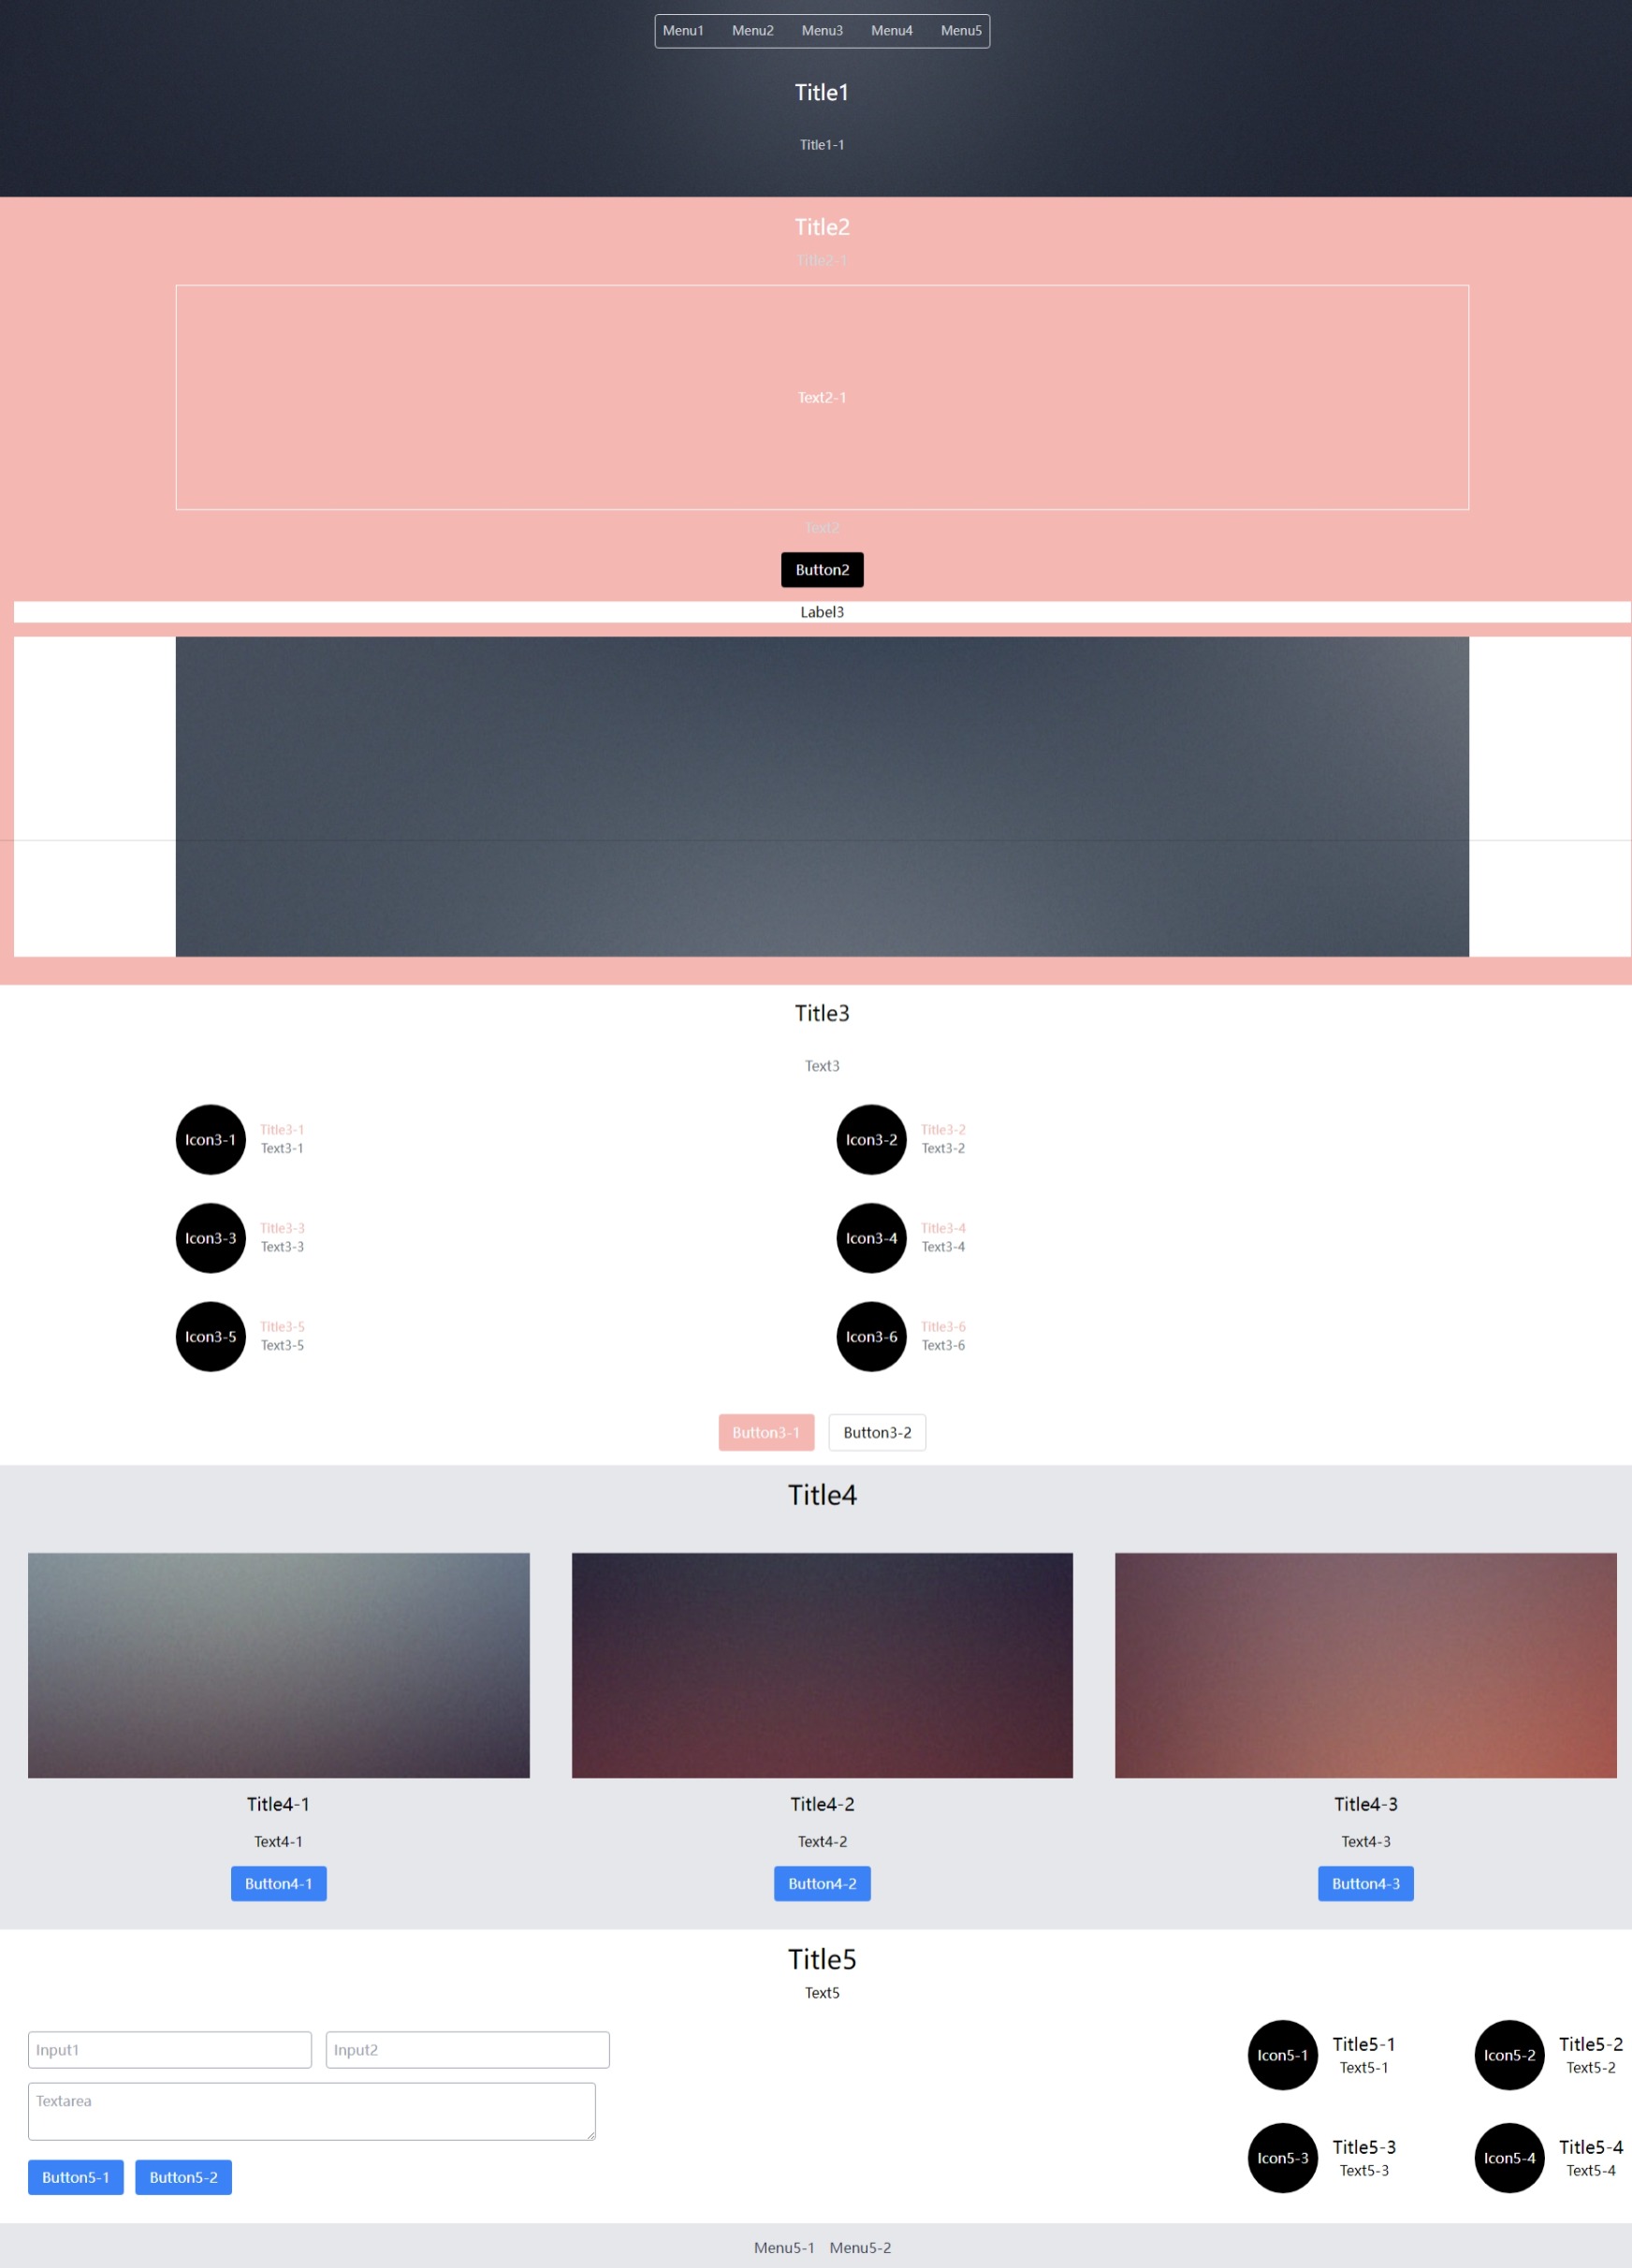 Menu1 Menu2 Menu3 Menu4 Menu5
Title1
Title1-1
Title2
Title2-1
Text2-1
Text2
Button2
Label3
Title3
Text3
Icon3-1 Title3-1 Icon3-2 Title3-2
Text3-1 Text3-2
Icon3-3 Title3-3 Icon3-4 Title3-4
Text3-3 Text3-4
Icon3-5 Title3-5 Icon3-6 Title3-6
Text3-5 Text3-6
Button3-1 Button3-2
Title4
Title4-1 Title4-2 Title4-3
Text4-1 Text4-2 Text4-3
Button4-1 Button4-2 Button4-3
Title5
Text5
Input1 Input2
Textarea
Button5-1 Button5-2
Icon5-1 Title5-1 Icon5-2 Title5-2
Text5-1 Text5-2
Icon5-3 Title5-3 Icon5-4 Title5-4
Text5-3 Text5-4
Menu5-1 Menu5-2